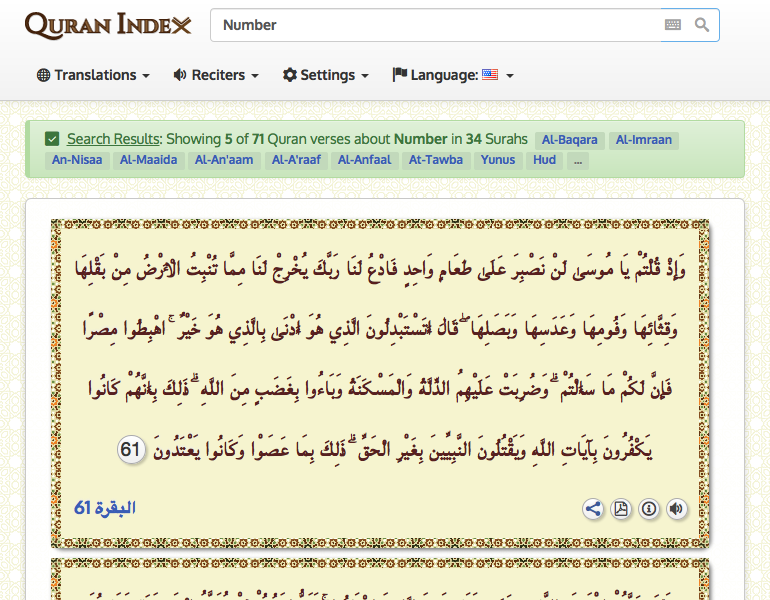 QURAN INDEX
Number
Translations
Reciters
Settings
Language:
Search Results: Showing 5 of 71 Quran verses about Number in 34 Surahs Al-Baqara Al-Imraan
An-Nisaa Al-Maaida Al-An'aam Al-A'raaf Al-Anfaal At-Tawba Yunus Hud ...
وَإِذْ قُلْتُمْ يَا مُوسَى لَنْ نَصْبِرَ عَلَى طَعَامٍ وَاحِدٍ فَادْعُ لَنَا رَبَّكَ يُخْرِجْ لَنَا مِمَّا تُنْبِتُ الْأَرْضُ مِنْ بَقْلِهَا
وَقِثَّائِهَا وَفُومِهَا وَعَدَسِهَا وَبَصَلِهَا ۖ قَالَ أَتَسْتَبْدِلُونَ الَّذِي هُوَ أَدْنَى بِالَّذِي هُوَ خَيْرٌ ۚ اهْبِطُوا مِصْرًا
فَإِنَّ لَكُمْ مَا سَأَلْتُمْ ۗ وَضُرِبَتْ عَلَيْهِمُ الذِّلَّةُ وَالْمَسْكَنَةُ وَبَاءُوا بِغَضَبٍ مِنَ اللَّهِ ۗ ذَلِكَ بِأَنَّهُمْ كَانُوا
يَكْفُرُونَ بِآيَاتِ اللَّهِ وَيَقْتُلُونَ النَّبِيِّينَ بِغَيْرِ الْحَقِّ ۗ ذَلِكَ بِمَا عَصَوْا وَكَانُوا يَعْتَدُونَ 61
البقرة 61